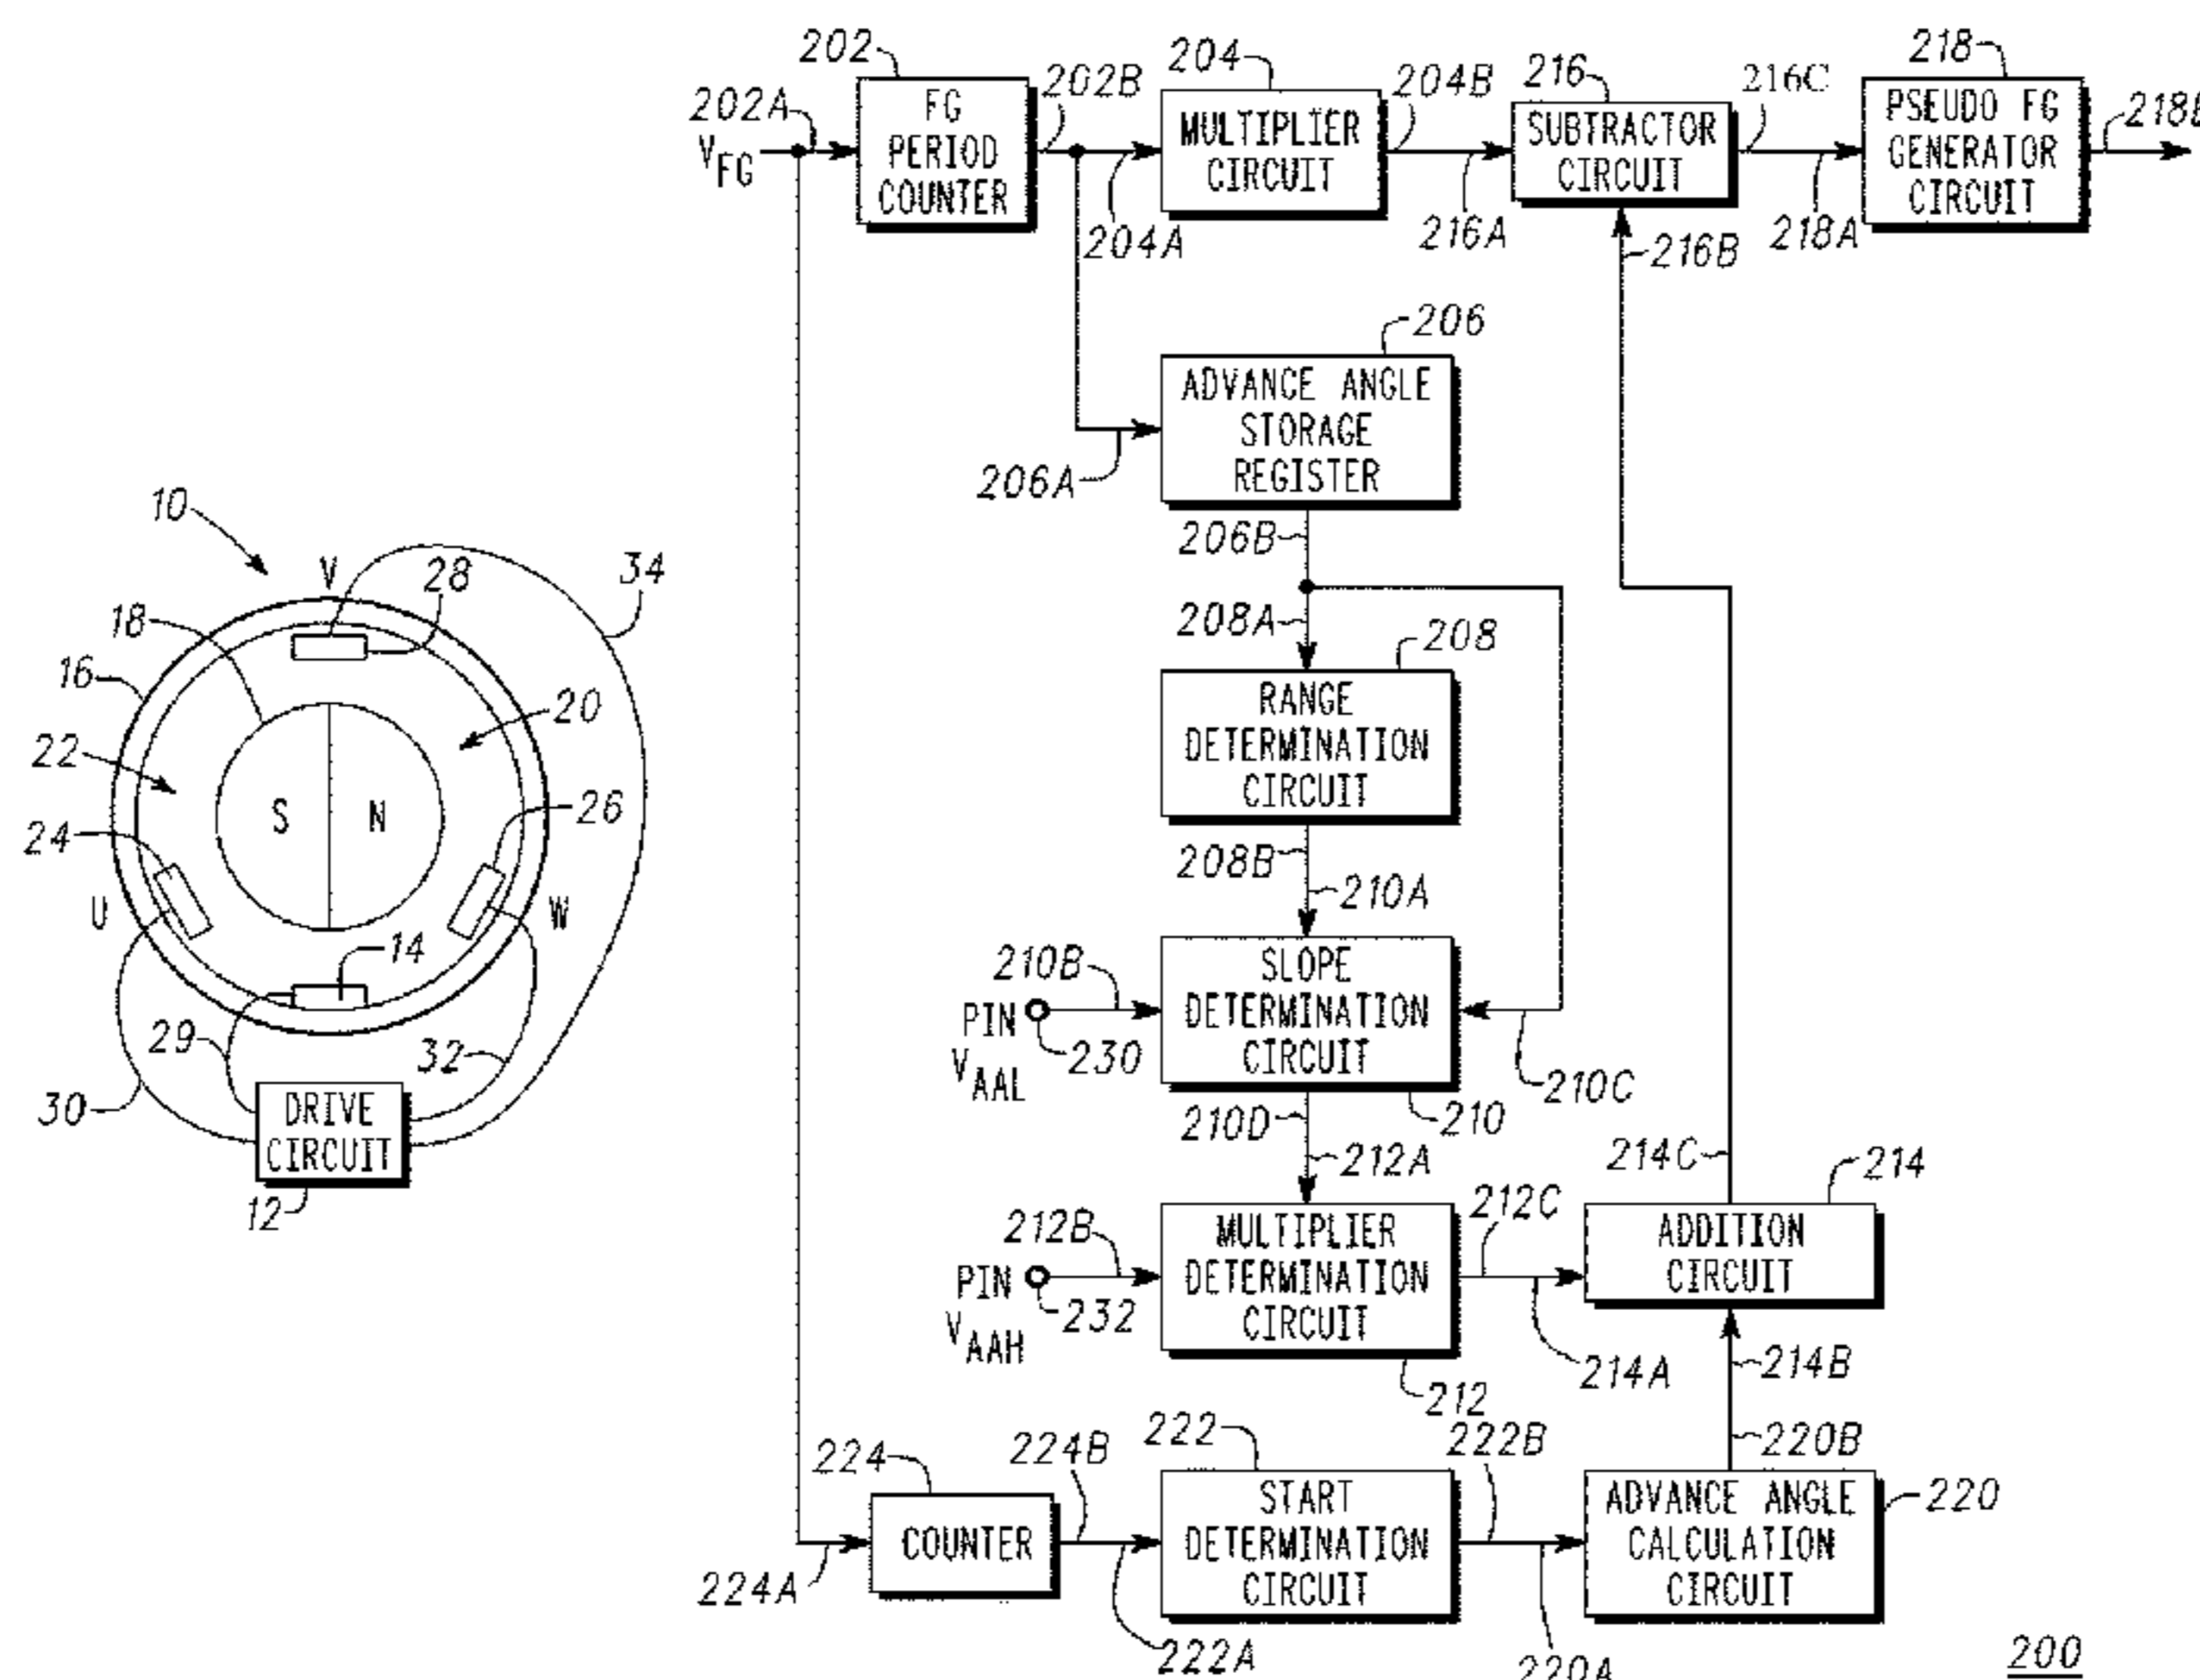 202
204
216
218
202A
202B
204B
216C
V FG
FG
PERIOD
COUNTER
MULTIPLIER
CIRCUIT
SUBTRACTOR
CIRCUIT
PSEUDO FG
GENERATOR
CIRCUIT
204A
216A
216B
218A
206
ADVANCE ANGLE
STORAGE
REGISTER
206A
206B
208A
208
RANGE
DETERMINATION
CIRCUIT
208B
210A
210B
PIN
V AAL
230
SLOPE
DETERMINATION
CIRCUIT
210C
210D
210
212A
212B
PIN
V AAH
232
MULTIPLIER
DETERMINATION
CIRCUIT
212C
212
214A
214C
214
ADDITION
CIRCUIT
214B
220B
224
224B
222
222B
COUNTER
START
DETERMINATION
CIRCUIT
ADVANCE ANGLE
CALCULATION
CIRCUIT
220
224A
222A
220A
200
10
V
28
34
18
16
20
22
S
N
26
24
U
W
14
29
32
30
DRIVE
CIRCUIT
12